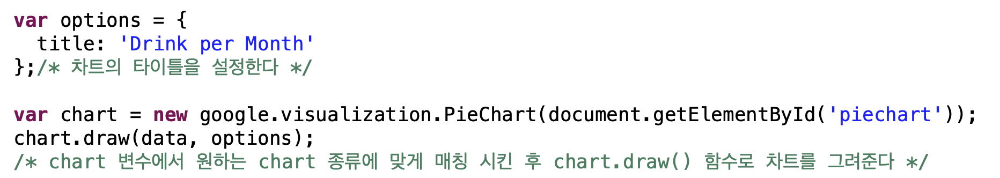 var options = {
  title: 'Drink per Month'
};/* 차트의 타이틀을 설정한다 */

var chart = new google.visualization.PieChart(document.getElementById('piechart'));
chart.draw(data, options);
/* chart 변수에서 원하는 chart 종류에 맞게 매칭 시킨 후 chart.draw() 함수로 차트를 그려준다 */